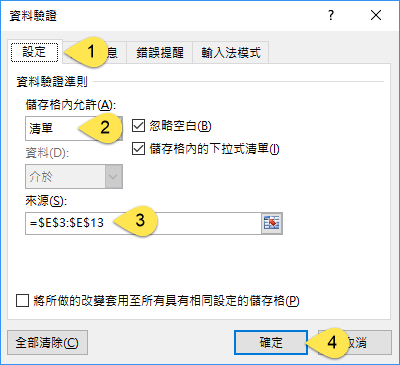 資料驗證
設定 1 息 錯誤提醒 輸入法模式
資料驗證準則
儲存格內允許(A):
清單 2 忽略空白(B)
資料(D): 儲存格內的下拉式清單(I)
介於
來源(S): 3
=$E$3:$E$13
將所做的改變套用至所有具有相同設定的儲存格(P)
全部清除(C) 確定 4 取消